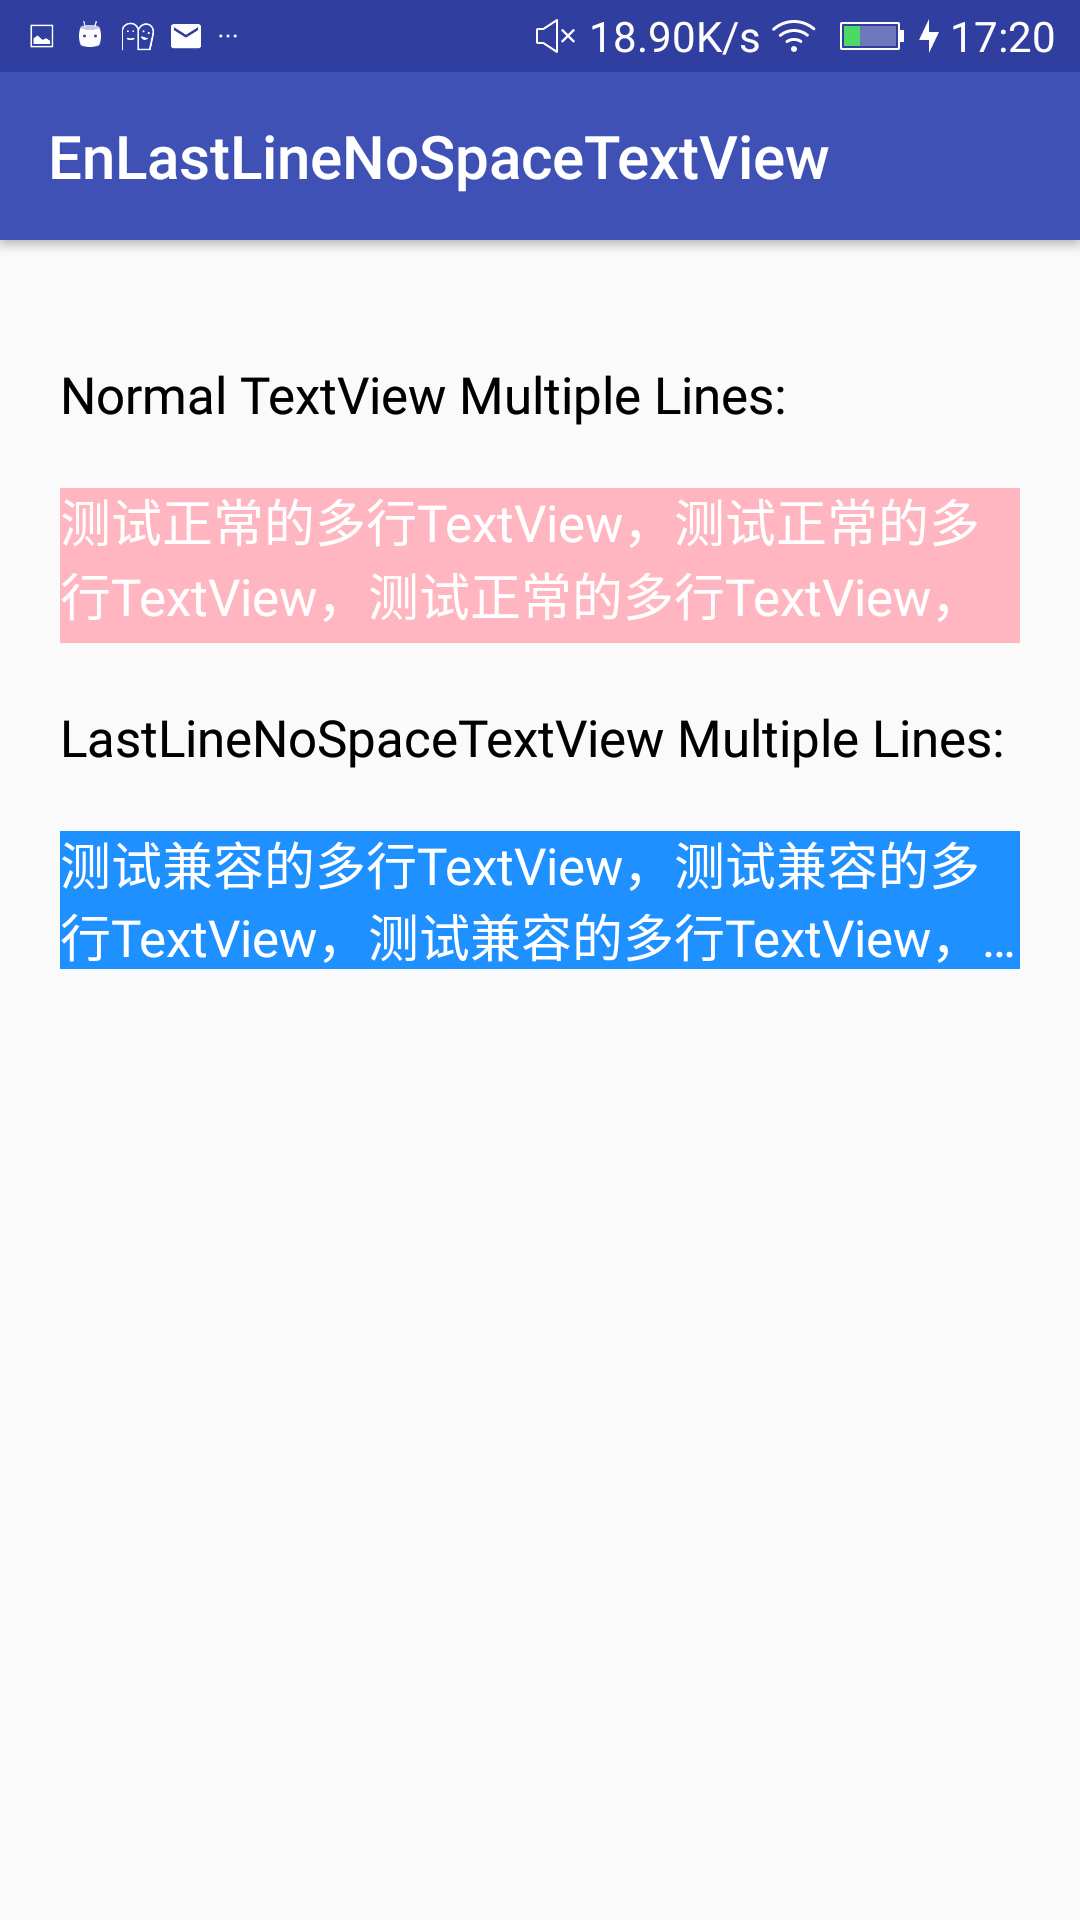 18.90K/s 17:20
EnLastLineNoSpaceTextView
Normal TextView Multiple Lines:
测试正常的多行TextView，测试正常的多
行TextView，测试正常的多行TextView，
LastLineNoSpaceTextView Multiple Lines:
测试兼容的多行TextView，测试兼容的多
行TextView，测试兼容的多行TextView，...